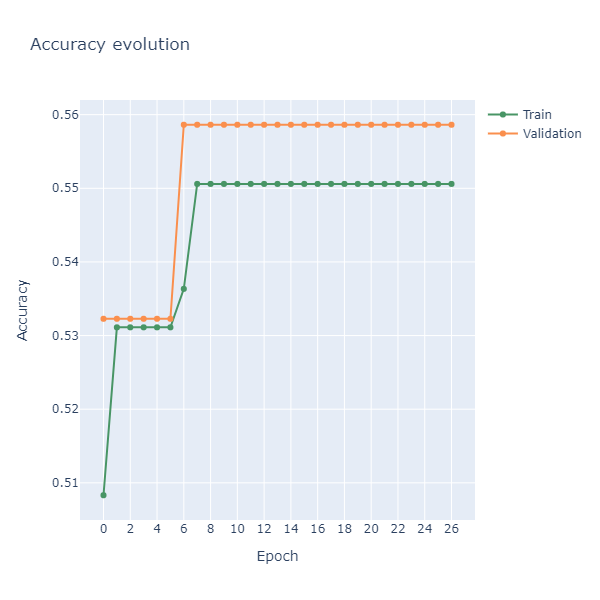 Accuracy evolution
Train
Validation
0.56
0.55
0.54
0.53
0.52
0.51
Accuracy
0 2 4 6 8 10 12 14 16 18 20 22 24 26
Epoch